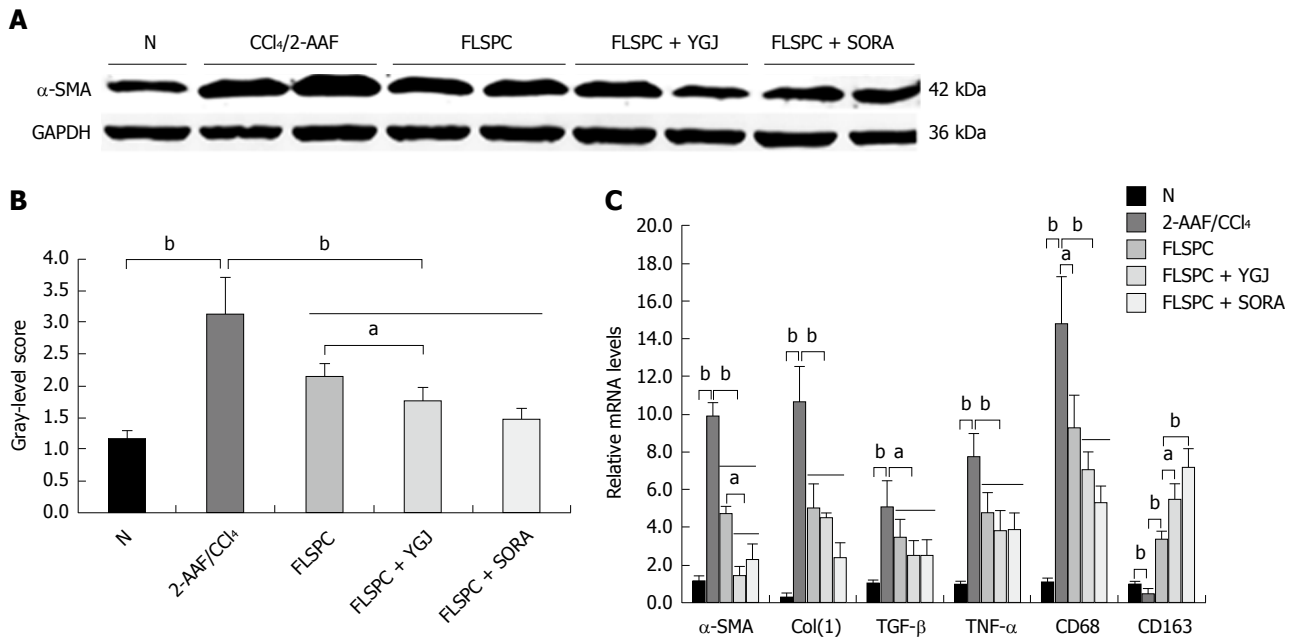 A
N CCl₄/2-AAF FLSPC FLSPC + YGJ FLSPC + SORA
α-SMA 42 kDa
GAPDH 36 kDa
B
b b
a
Gray-level score
4.0
3.5
3.0
2.5
2.0
1.5
1.0
0.5
0.0
N 2-AAF/CCl₄ FLSPC FLSPC + YGJ FLSPC + SORA
C
N
2-AAF/CCl₄
FLSPC
FLSPC + YGJ
FLSPC + SORA
Relative mRNA levels
20.0
18.0
16.0
14.0
12.0
10.0
8.0
6.0
4.0
2.0
0.0
b b a
b b
b a
b b
b b a
b b a b
α-SMA Col(1) TGF-β TNF-α CD68 CD163